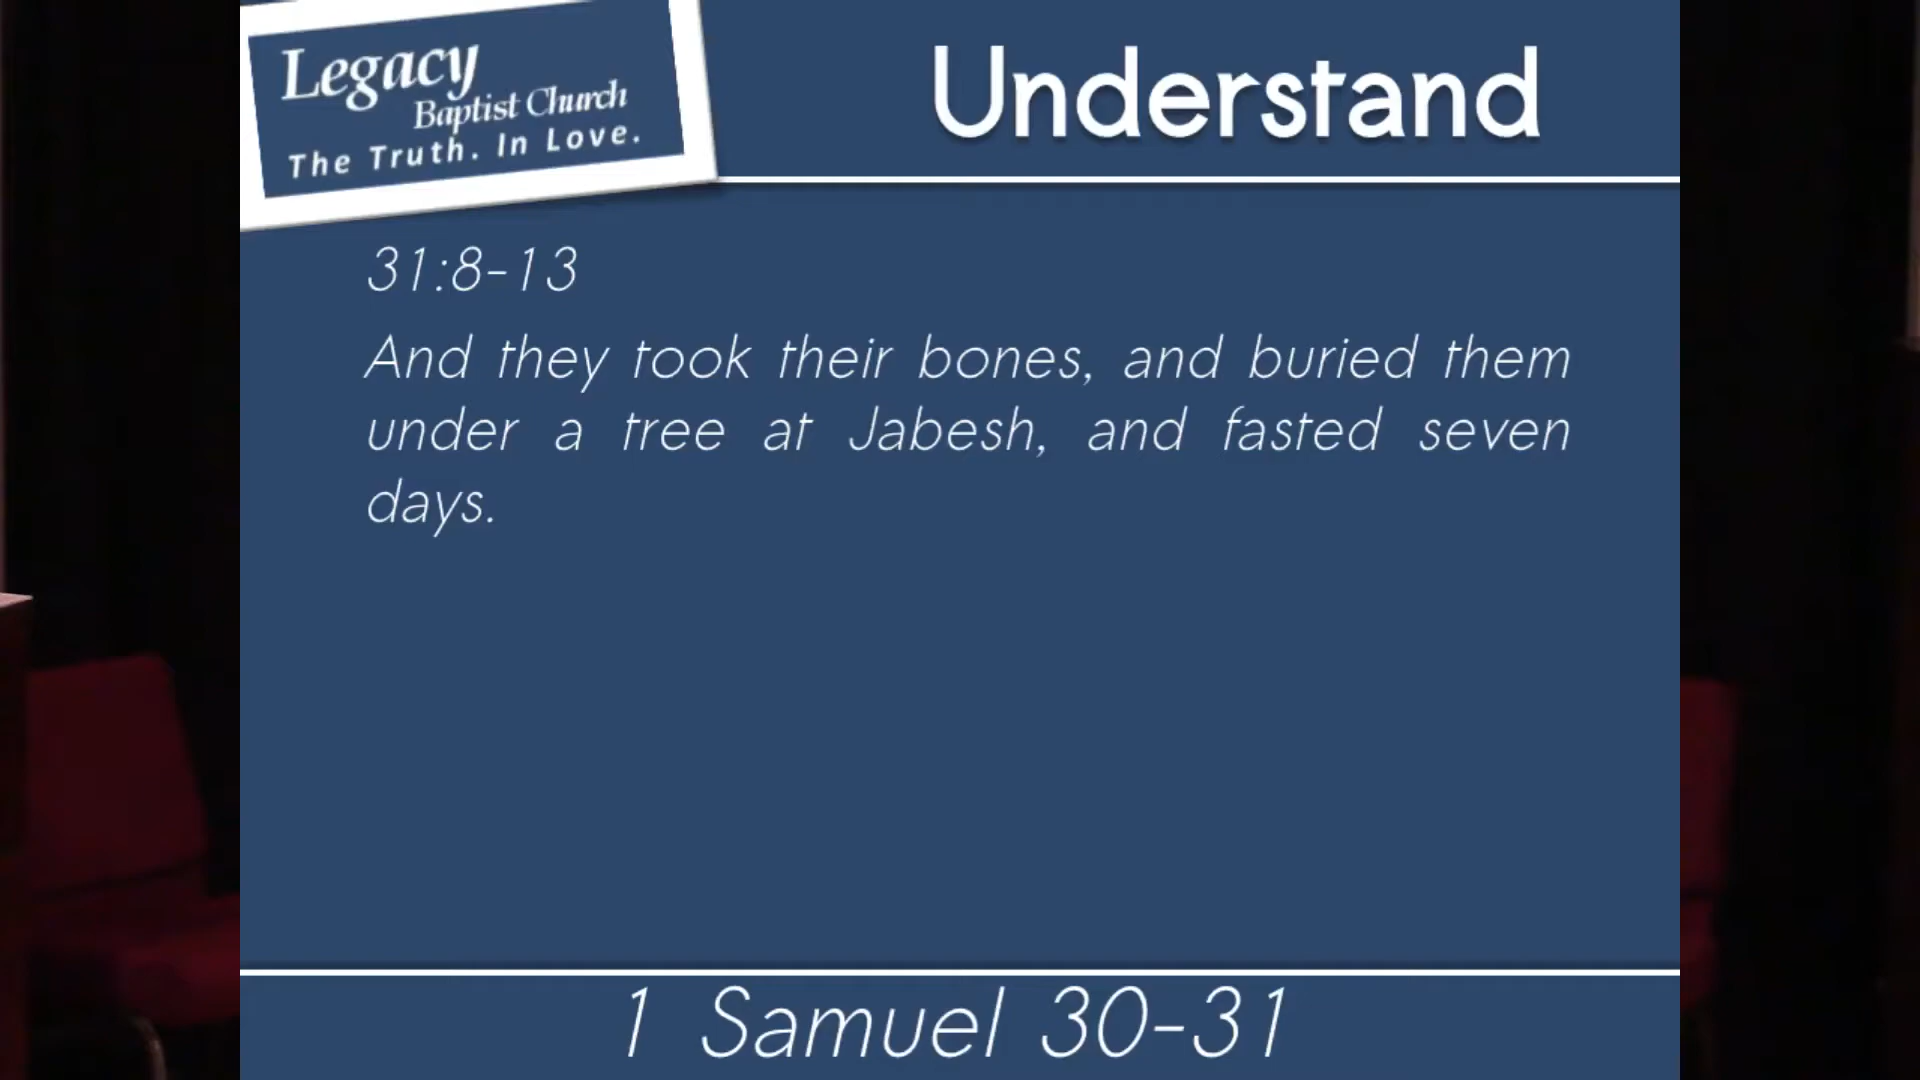 Legacy
Baptist Church
The Truth. In Love.
Understand
31:8-13
And they took their bones, and buried them
under a tree at Jabesh, and fasted seven
days.
1 Samuel 30-31